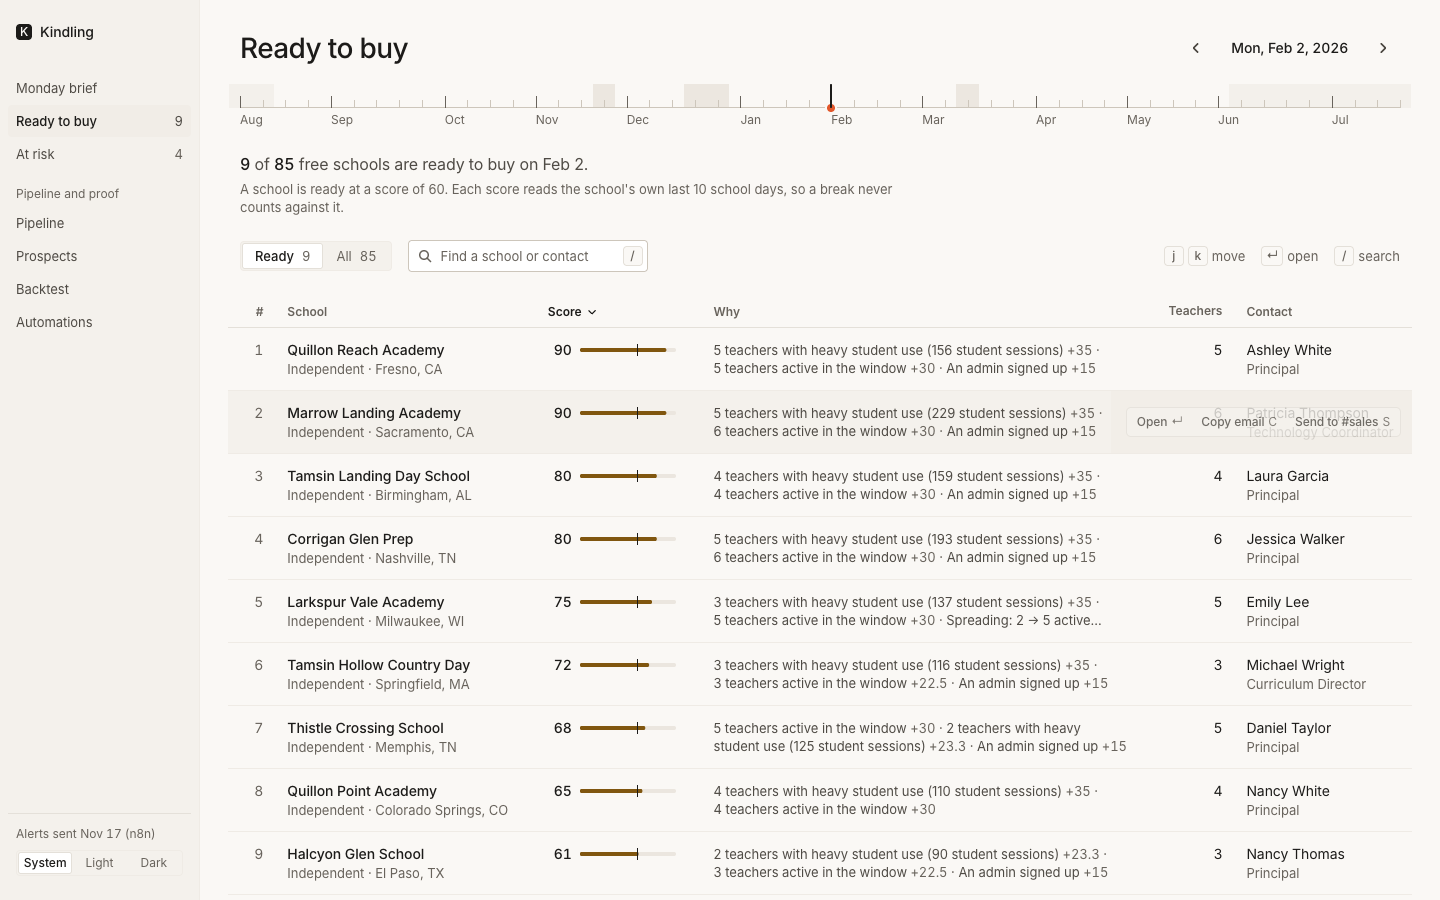 K Kindling
Monday brief
Ready to buy 9
At risk 4
Pipeline and proof
Pipeline
Prospects
Backtest
Automations
Alerts sent Nov 17 (n8n)
System Light Dark
Ready to buy
Mon, Feb 2, 2026
Aug Sep Oct Nov Dec Jan Feb Mar Apr May Jun Jul
9 of 85 free schools are ready to buy on Feb 2.
A school is ready at a score of 60. Each score reads the school's own last 10 school days, so a break never
counts against it.
Ready 9 All 85 Find a school or contact / j k move ↵ open / search
# School Score Why Teachers Contact
1 Quillon Reach Academy 90 5 teachers with heavy student use (156 student sessions) +35 · 5 Ashley White
Independent · Fresno, CA 5 teachers active in the window +30 · An admin signed up +15 Principal
2 Marrow Landing Academy 90 5 teachers with heavy student use (229 student sessions) +35 · 6 Patricia Thompson
Open ↵ Copy email C Send to #sales S
Independent · Sacramento, CA 6 teachers active in the window +30 · An admin signed up +15 Technology Coordinator
3 Tamsin Landing Day School 80 4 teachers with heavy student use (159 student sessions) +35 · 4 Laura Garcia
Independent · Birmingham, AL 4 teachers active in the window +30 · An admin signed up +15 Principal
4 Corrigan Glen Prep 80 5 teachers with heavy student use (193 student sessions) +35 · 6 Jessica Walker
Independent · Nashville, TN 6 teachers active in the window +30 · An admin signed up +15 Principal
5 Larkspur Vale Academy 75 3 teachers with heavy student use (137 student sessions) +35 · 5 Emily Lee
Independent · Milwaukee, WI 5 teachers active in the window +30 · Spreading: 2 → 5 active... Principal
6 Tamsin Hollow Country Day 72 3 teachers with heavy student use (116 student sessions) +35 · 3 Michael Wright
Independent · Springfield, MA 3 teachers active in the window +22.5 · An admin signed up +15 Curriculum Director
7 Thistle Crossing School 68 5 teachers active in the window +30 · 2 teachers with heavy 5 Daniel Taylor
Independent · Memphis, TN student use (125 student sessions) +23.3 · An admin signed up +15 Principal
8 Quillon Point Academy 65 4 teachers with heavy student use (110 student sessions) +35 · 4 Nancy White
Independent · Colorado Springs, CO 4 teachers active in the window +30 Principal
9 Halcyon Glen School 61 2 teachers with heavy student use (90 student sessions) +23.3 · 3 Nancy Thomas
Independent · El Paso, TX 3 teachers active in the window +22.5 · An admin signed up +15 Principal